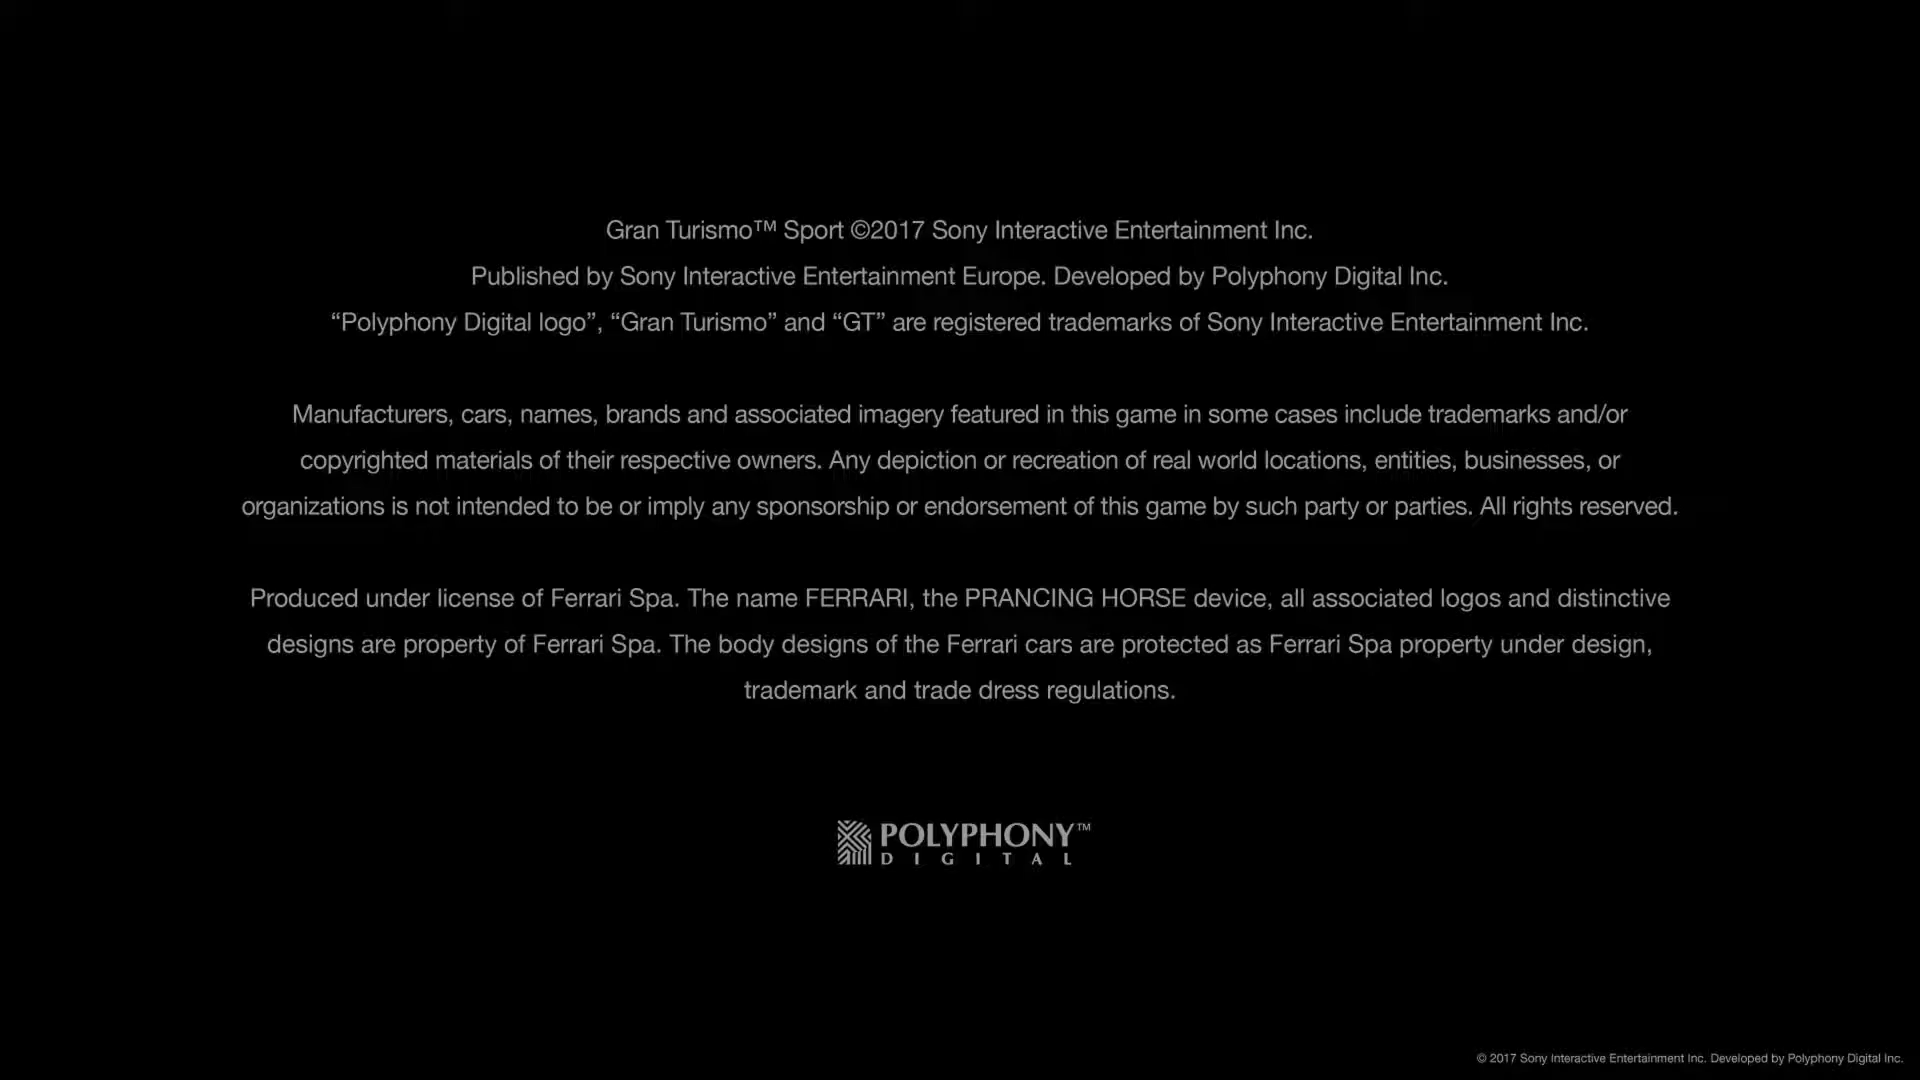 Gran Turismo™ Sport ©2017 Sony Interactive Entertainment Inc.
Published by Sony Interactive Entertainment Europe. Developed by Polyphony Digital Inc.
“Polyphony Digital logo”, “Gran Turismo” and “GT” are registered trademarks of Sony Interactive Entertainment Inc.
Manufacturers, cars, names, brands and associated imagery featured in this game in some cases include trademarks and/or
copyrighted materials of their respective owners. Any depiction or recreation of real world locations, entities, businesses, or
organizations is not intended to be or imply any sponsorship or endorsement of this game by such party or parties. All rights reserved.
Produced under license of Ferrari Spa. The name FERRARI, the PRANCING HORSE device, all associated logos and distinctive
designs are property of Ferrari Spa. The body designs of the Ferrari cars are protected as Ferrari Spa property under design,
trademark and trade dress regulations.
POLYPHONY™
DIGITAL
© 2017 Sony Interactive Entertainment Inc. Developed by Polyphony Digital Inc.